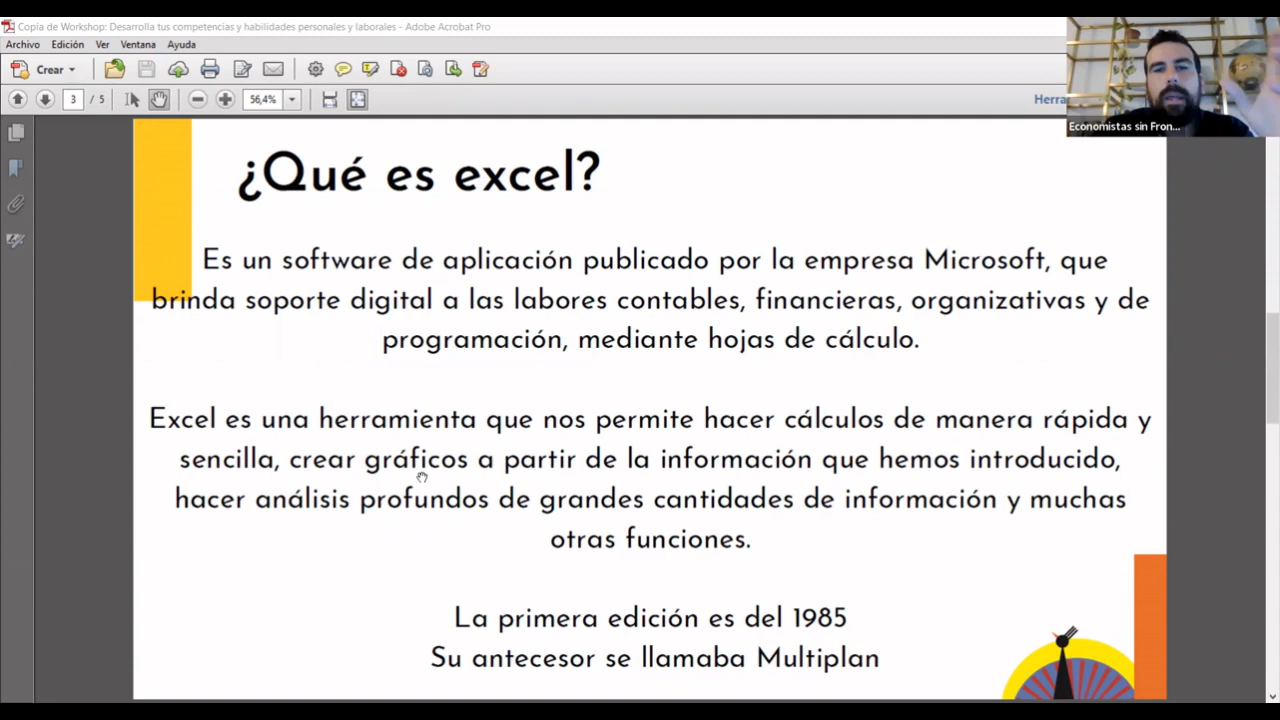 Copia de Workshop: Desarrolla tus competencias y habilidades personales y laborales - Adobe Acrobat Pro
Archivo Edición Ver Ventana Ayuda
Crear
3 / 5 56,4%
Herra
Economistas sin Fron...
¿Qué es excel?
Es un software de aplicación publicado por la empresa Microsoft, que
brinda soporte digital a las labores contables, financieras, organizativas y de
programación, mediante hojas de cálculo.
Excel es una herramienta que nos permite hacer cálculos de manera rápida y
sencilla, crear gráficos a partir de la información que hemos introducido,
hacer análisis profundos de grandes cantidades de información y muchas
otras funciones.
La primera edición es del 1985
Su antecesor se llamaba Multiplan